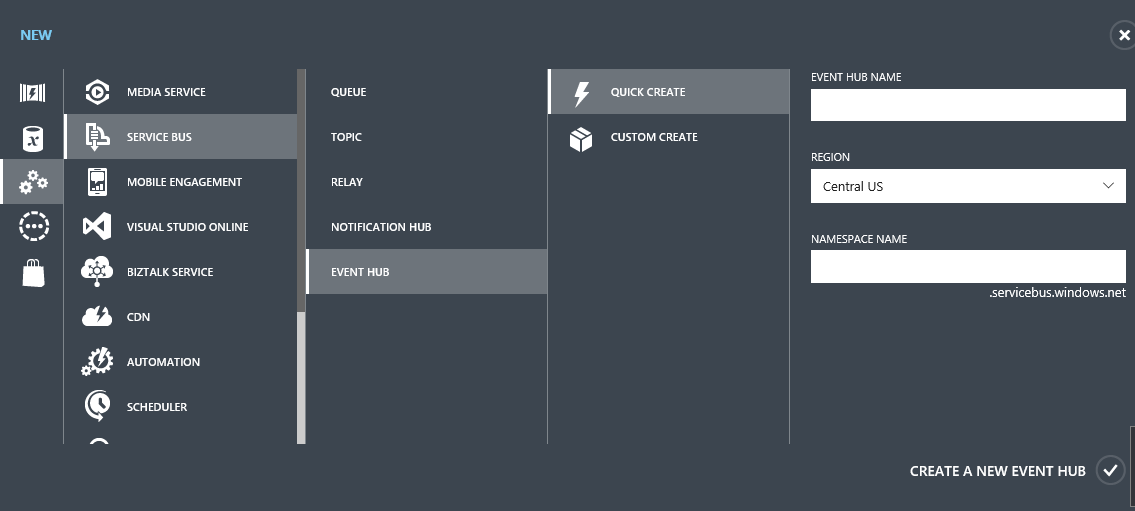 NEW
MEDIA SERVICE
SERVICE BUS
MOBILE ENGAGEMENT
VISUAL STUDIO ONLINE
BIZTALK SERVICE
CDN
AUTOMATION
SCHEDULER
QUEUE
TOPIC
RELAY
NOTIFICATION HUB
EVENT HUB
QUICK CREATE
CUSTOM CREATE
EVENT HUB NAME
REGION
Central US
NAMESPACE NAME
.servicebus.windows.net
CREATE A NEW EVENT HUB